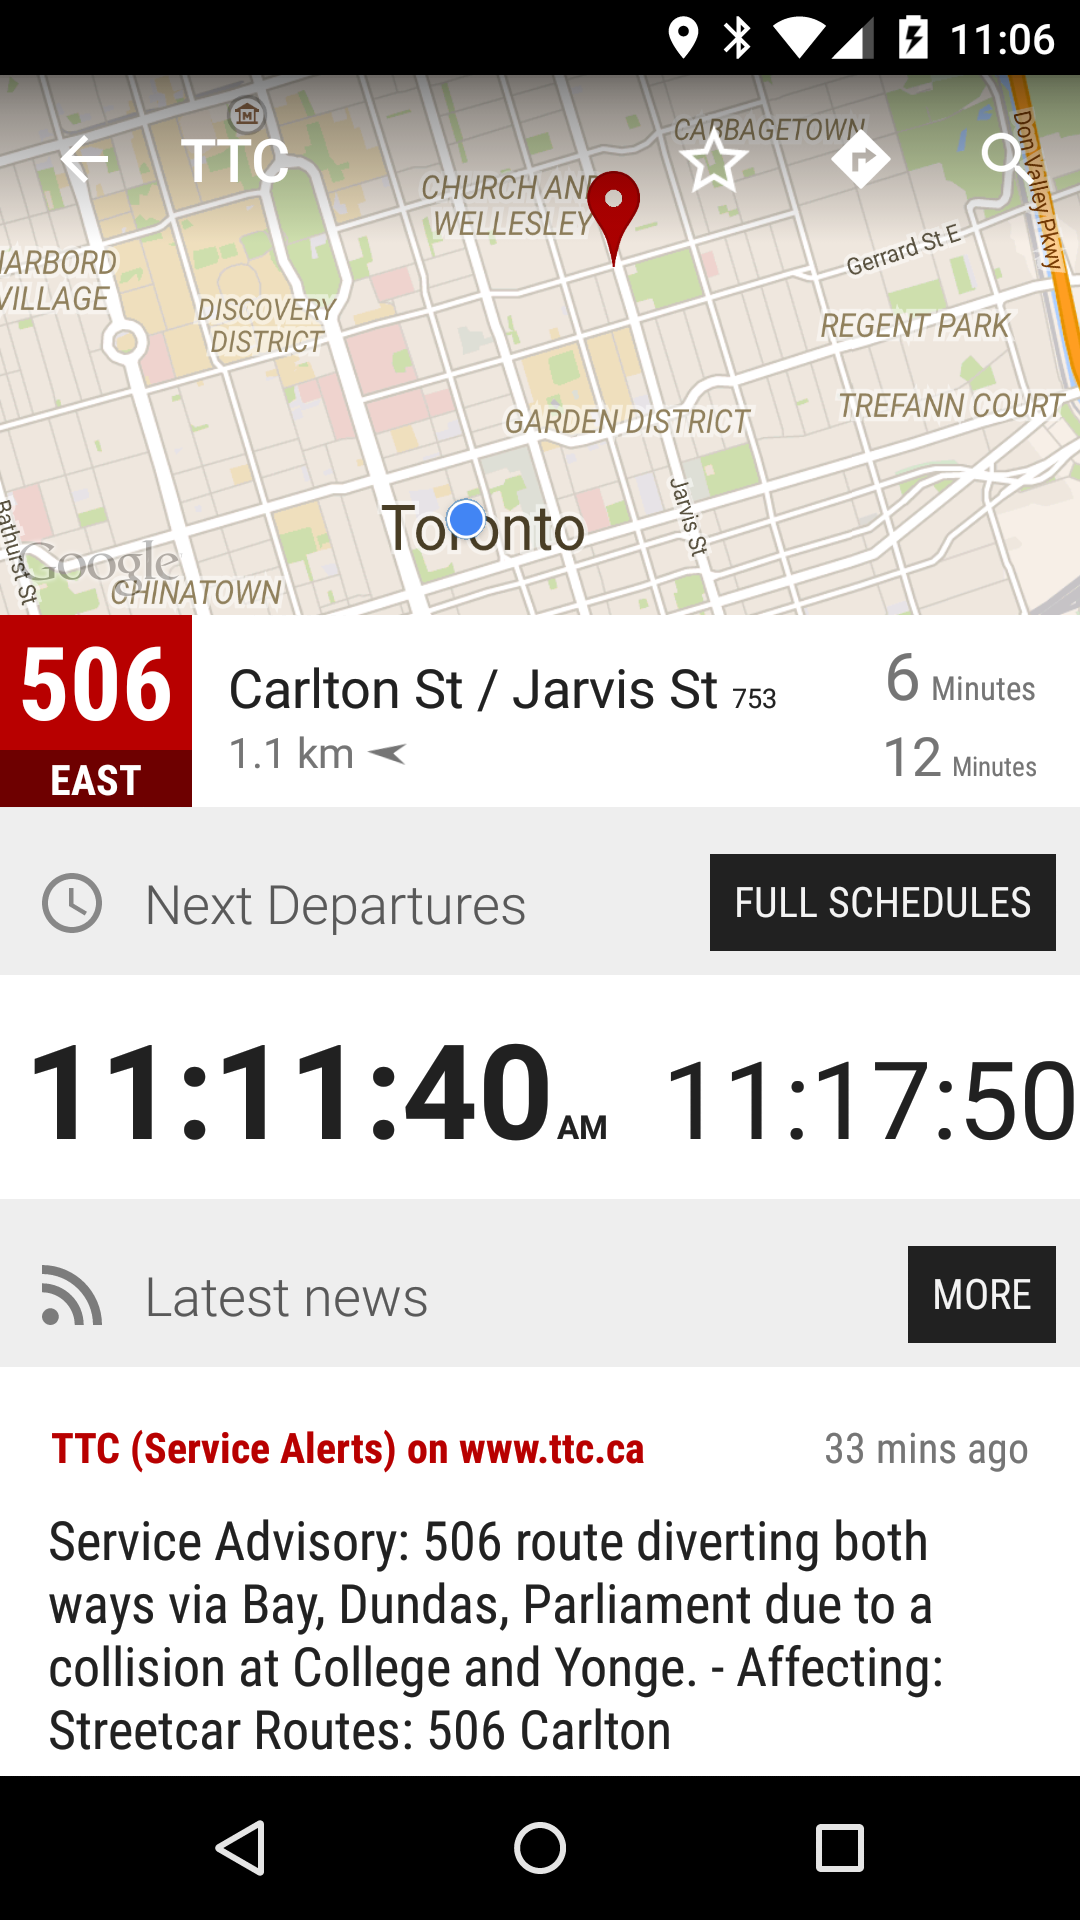 11:06
TTC
CABBAGETOWN
CHURCH AND
WELLESLEY
Don Valley Pkwy
Gerrard St E
HARBORD
VILLAGE
DISCOVERY
DISTRICT
REGENT PARK
TREFANN COURT
GARDEN DISTRICT
Jarvis St
Bathurst St
Toronto
Google
CHINATOWN
506
EAST
Carlton St / Jarvis St 753
1.1 km
6 Minutes
12 Minutes
Next Departures
FULL SCHEDULES
11:11:40 AM
11:17:50
Latest news
MORE
TTC (Service Alerts) on www.ttc.ca
33 mins ago
Service Advisory: 506 route diverting both
ways via Bay, Dundas, Parliament due to a
collision at College and Yonge. - Affecting:
Streetcar Routes: 506 Carlton